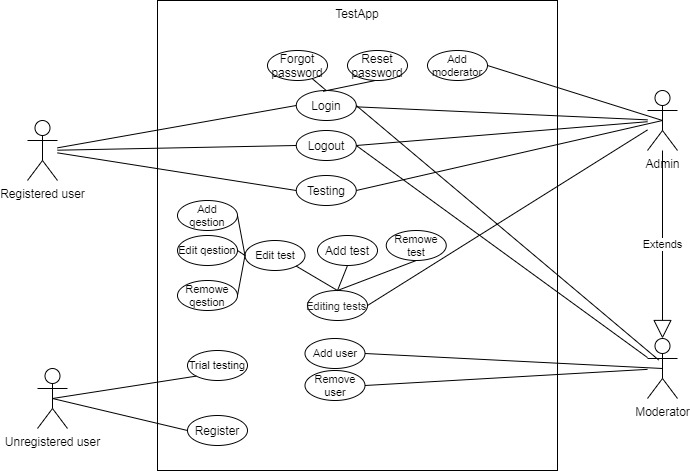 TestApp
Forgot
password
Reset
password
Add
moderator
Login
Logout
Testing
Registered user
Admin
Add
qestion
Edit qestion
Remowe
qestion
Edit test
Add test
Remowe
test
Editing tests
Extends
Trial testing
Add user
Remove
user
Register
Unregistered user
Moderator